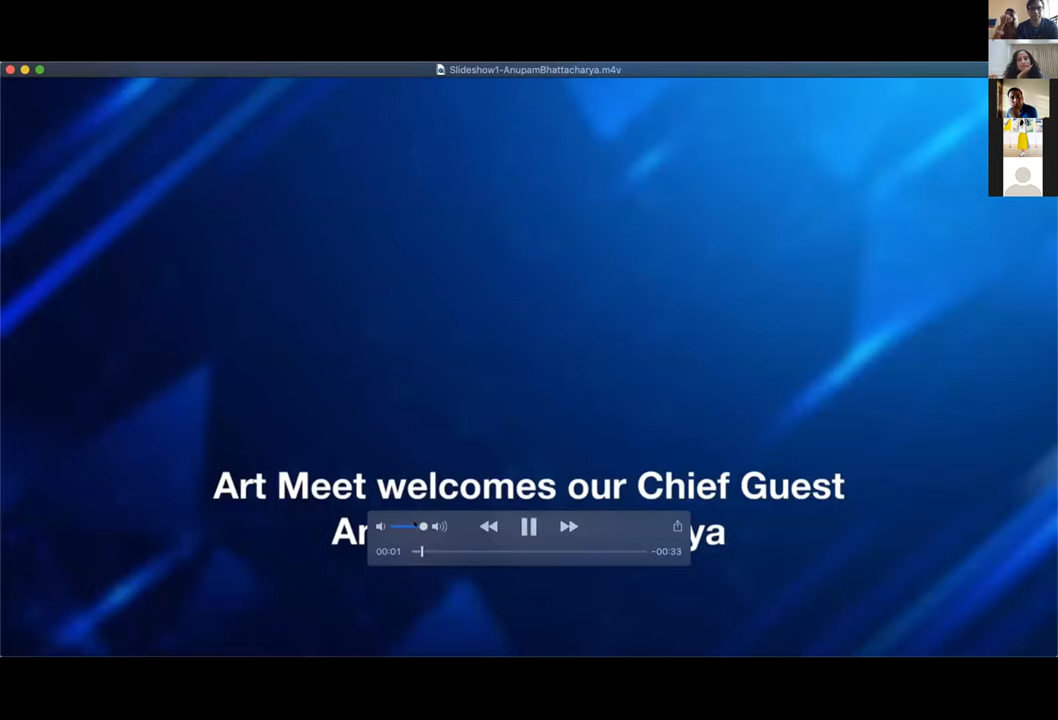 Slideshow1-AnupamBhattacharya.m4v
Art Meet welcomes our Chief Guest
00:01
-00:33